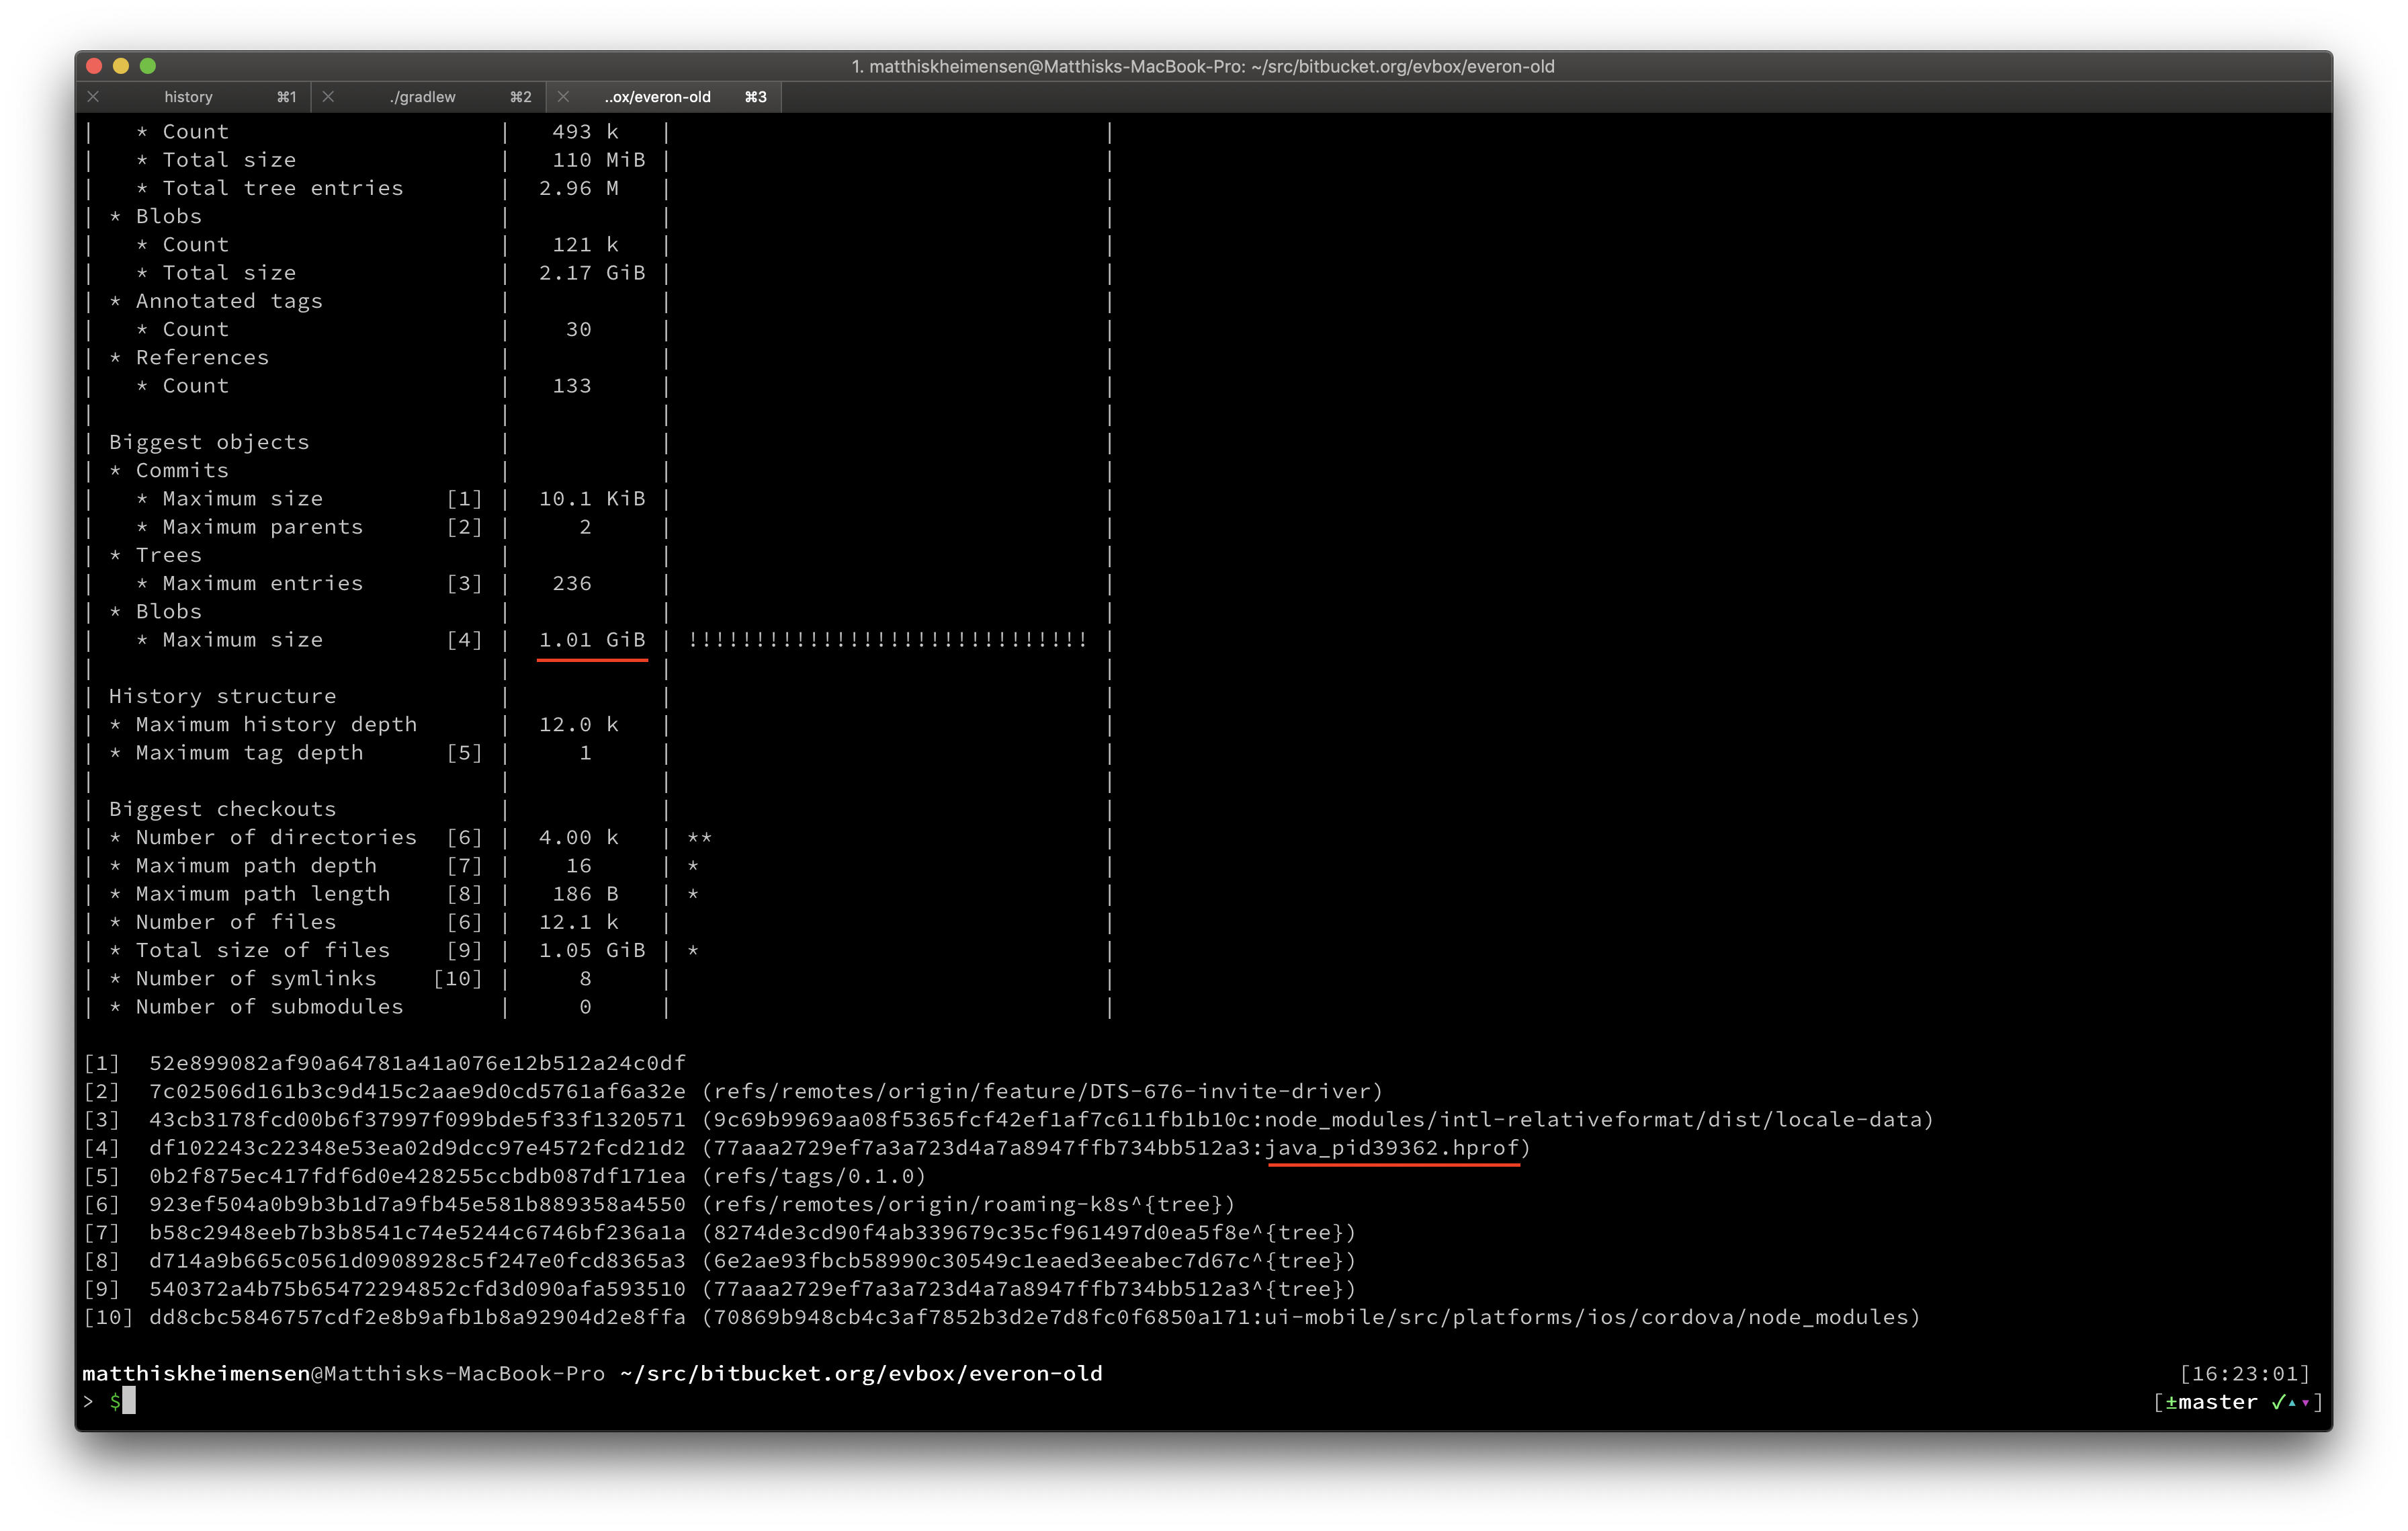 1. matthiskheimensen@Matthisks-MacBook-Pro: ~/src/bitbucket.org/evbox/everon-old
history ⌘1 ./gradlew ⌘2 ..ox/everon-old ⌘3
|   * Count                    |   493 k   |                                |
|   * Total size               |   110 MiB |                                |
|   * Total tree entries       |  2.96 M   |                                |
| * Blobs                      |           |                                |
|   * Count                    |   121 k   |                                |
|   * Total size               |  2.17 GiB |                                |
| * Annotated tags             |           |                                |
|   * Count                    |    30     |                                |
| * References                 |           |                                |
|   * Count                    |   133     |                                |
|                              |           |                                |
| Biggest objects              |           |                                |
| * Commits                    |           |                                |
|   * Maximum size         [1] |  10.1 KiB |                                |
|   * Maximum parents      [2] |     2     |                                |
| * Trees                      |           |                                |
|   * Maximum entries      [3] |   236     |                                |
| * Blobs                      |           |                                |
|   * Maximum size         [4] |  1.01 GiB | !!!!!!!!!!!!!!!!!!!!!!!!!!!!!! |
|                              |           |                                |
| History structure            |           |                                |
| * Maximum history depth      |  12.0 k   |                                |
| * Maximum tag depth      [5] |     1     |                                |
|                              |           |                                |
| Biggest checkouts            |           |                                |
| * Number of directories  [6] |  4.00 k   | **                             |
| * Maximum path depth     [7] |    16     | *                              |
| * Maximum path length    [8] |   186 B   | *                              |
| * Number of files        [6] |  12.1 k   |                                |
| * Total size of files    [9] |  1.05 GiB | *                              |
| * Number of symlinks    [10] |     8     |                                |
| * Number of submodules       |     0     |                                |
[1]  52e899082af90a64781a41a076e12b512a24c0df
[2]  7c02506d161b3c9d415c2aae9d0cd5761af6a32e (refs/remotes/origin/feature/DTS-676-invite-driver)
[3]  43cb3178fcd00b6f37997f099bde5f33f1320571 (9c69b9969aa08f5365fcf42ef1af7c611fb1b10c:node_modules/intl-relativeformat/dist/locale-data)
[4]  df102243c22348e53ea02d9dcc97e4572fcd21d2 (77aaa2729ef7a3a723d4a7a8947ffb734bb512a3:java_pid39362.hprof)
[5]  0b2f875ec417fdf6d0e428255ccbdb087df171ea (refs/tags/0.1.0)
[6]  923ef504a0b9b3b1d7a9fb45e581b889358a4550 (refs/remotes/origin/roaming-k8s^{tree})
[7]  b58c2948eeb7b3b8541c74e5244c6746bf236a1a (8274de3cd90f4ab339679c35cf961497d0ea5f8e^{tree})
[8]  d714a9b665c0561d0908928c5f247e0fcd8365a3 (6e2ae93fbcb58990c30549c1eaed3eeabec7d67c^{tree})
[9]  540372a4b75b65472294852cfd3d090afa593510 (77aaa2729ef7a3a723d4a7a8947ffb734bb512a3^{tree})
[10] dd8cbc5846757cdf2e8b9afb1b8a92904d2e8ffa (70869b948cb4c3af7852b3d2e7d8fc0f6850a171:ui-mobile/src/platforms/ios/cordova/node_modules)
matthiskheimensen@Matthisks-MacBook-Pro ~/src/bitbucket.org/evbox/everon-old [16:23:01]
> $ [±master ✓▴▾]